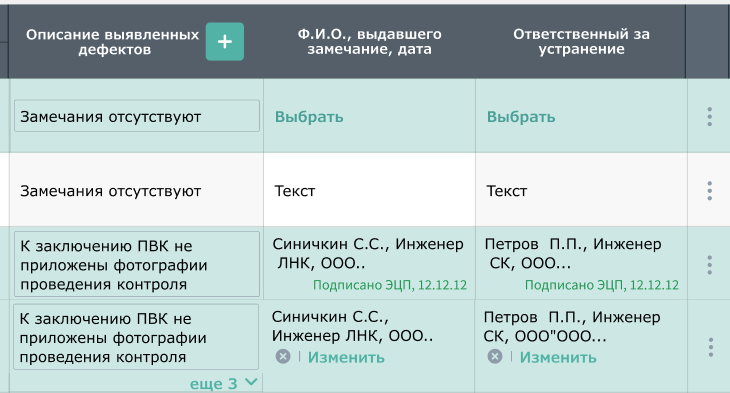 Описание выявленных
дефектов
+
Ф.И.О., выдавшего
замечание, дата
Ответственный за
устранение
Замечания отсутствуют
Выбрать
Выбрать
Замечания отсутствуют
Текст
Текст
К заключению ПВК не
приложены фотографии
проведения контроля
Синичкин С.С., Инженер
ЛНК, ООО..
Подписано ЭЦП, 12.12.12
Петров  П.П., Инженер
СК, ООО...
Подписано ЭЦП, 12.12.12
К заключению ПВК не
приложены фотографии
проведения контроля
Синичкин С.С.,
Инженер ЛНК, ООО..
Изменить
Петров  П.П., Инженер
СК, ООО"ООО...
Изменить
еще 3